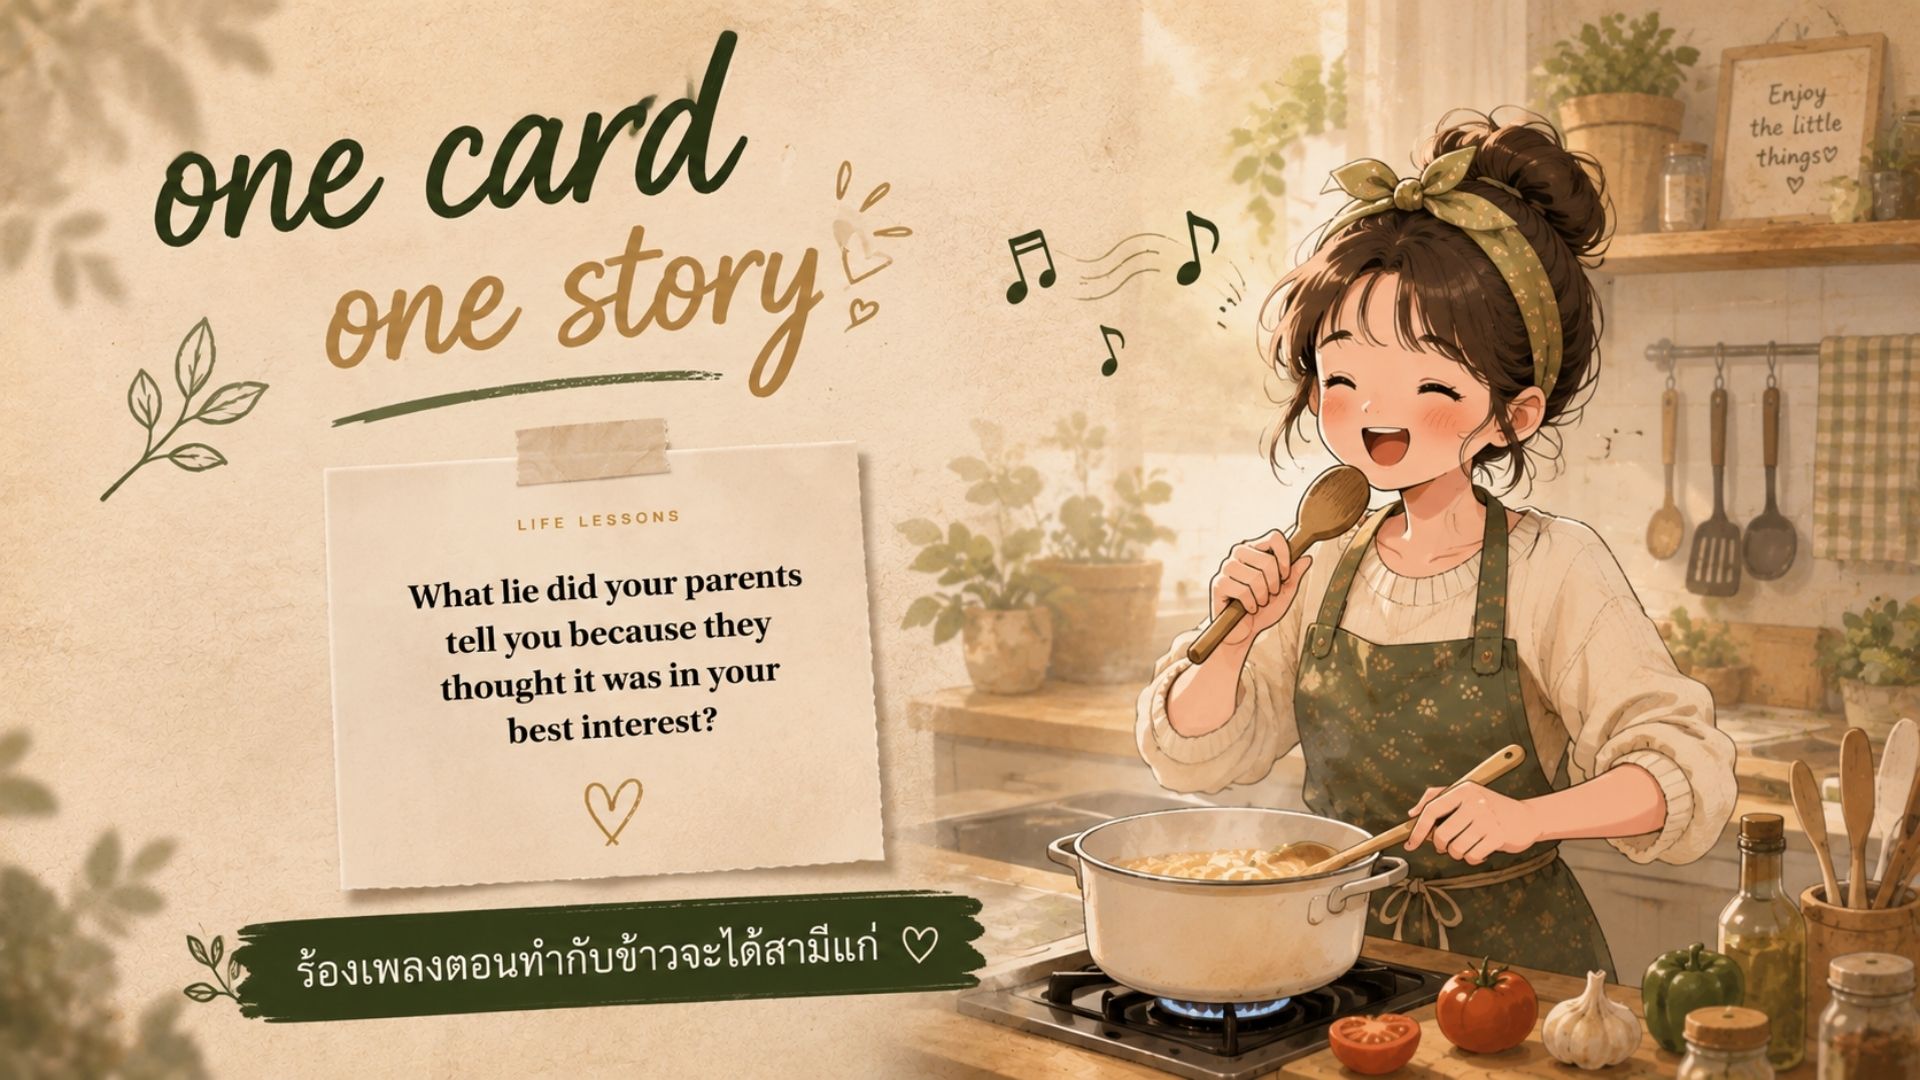 one card
one story
LIFE LESSONS
What lie did your parents
tell you because they
thought it was in your
best interest?
ร้องเพลงตอนทำกับข้าวจะได้สามีแก่
Enjoy
the little
things